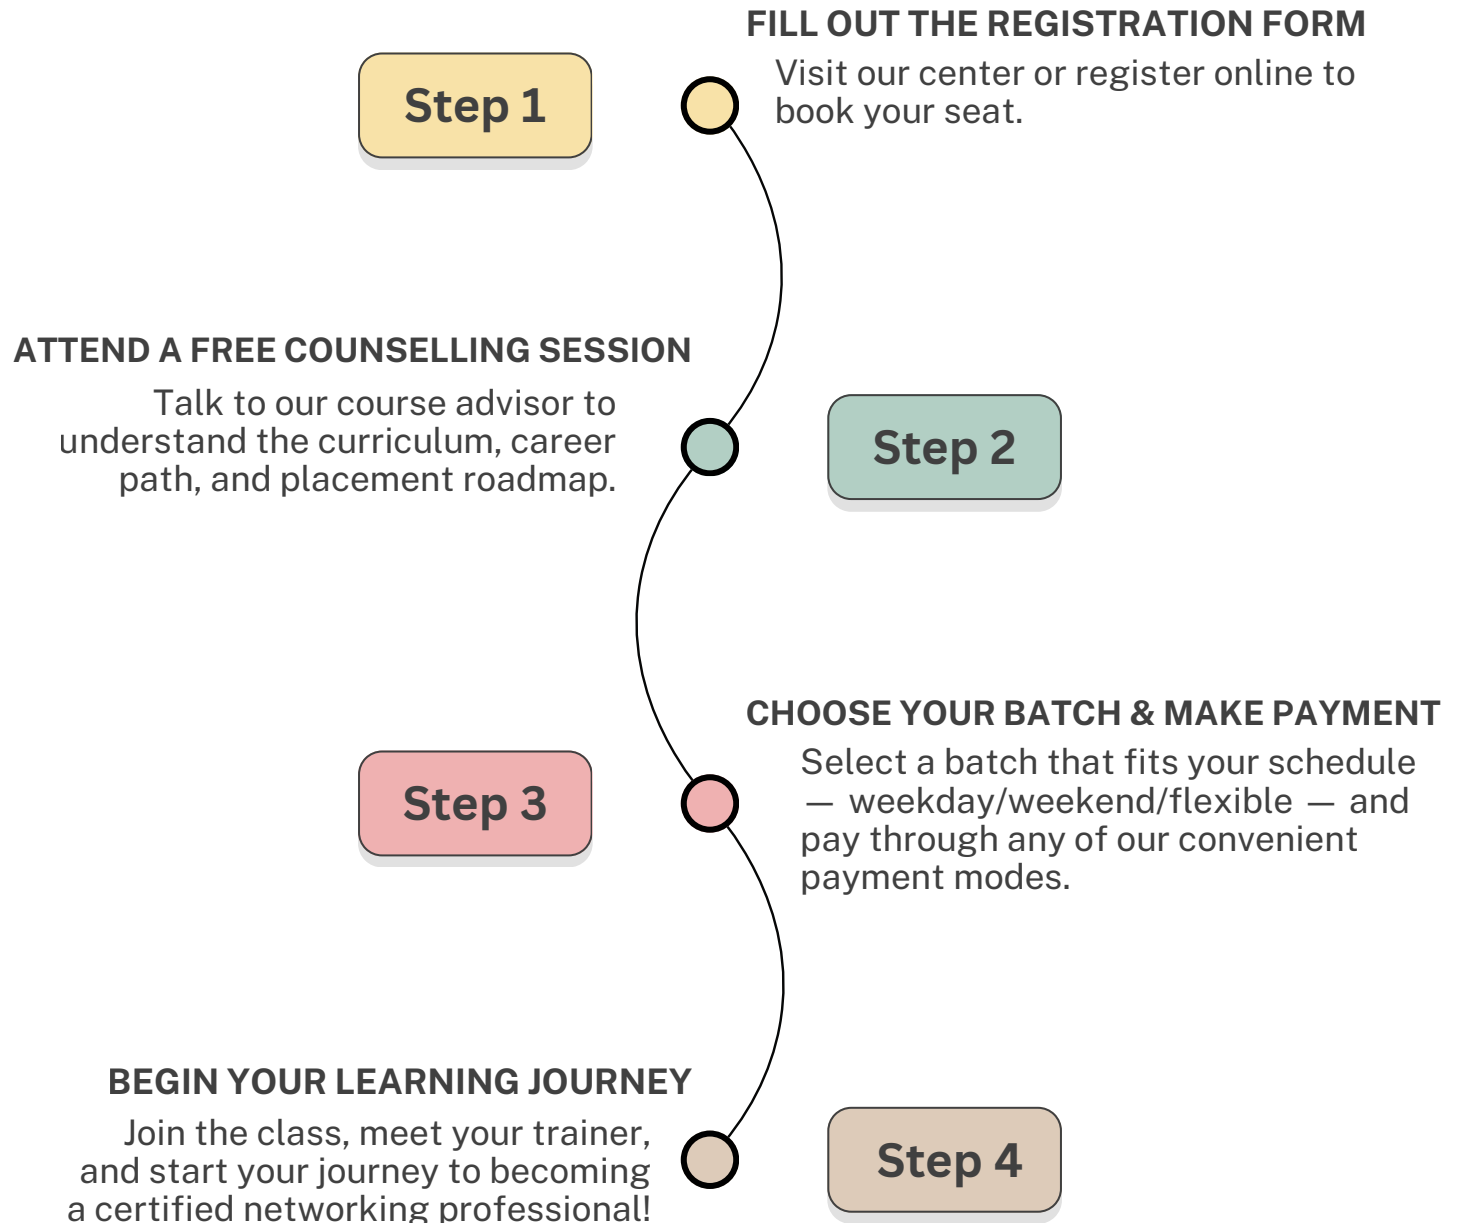 FILL OUT THE REGISTRATION FORM
Step 1
Visit our center or register online to
book your seat.
ATTEND A FREE COUNSELLING SESSION
Talk to our course advisor to
understand the curriculum, career
path, and placement roadmap.
Step 2
CHOOSE YOUR BATCH & MAKE PAYMENT
Step 3
Select a batch that fits your schedule
— weekday/weekend/flexible — and
pay through any of our convenient
payment modes.
BEGIN YOUR LEARNING JOURNEY
Join the class, meet your trainer,
and start your journey to becoming
a certified networking professional!
Step 4